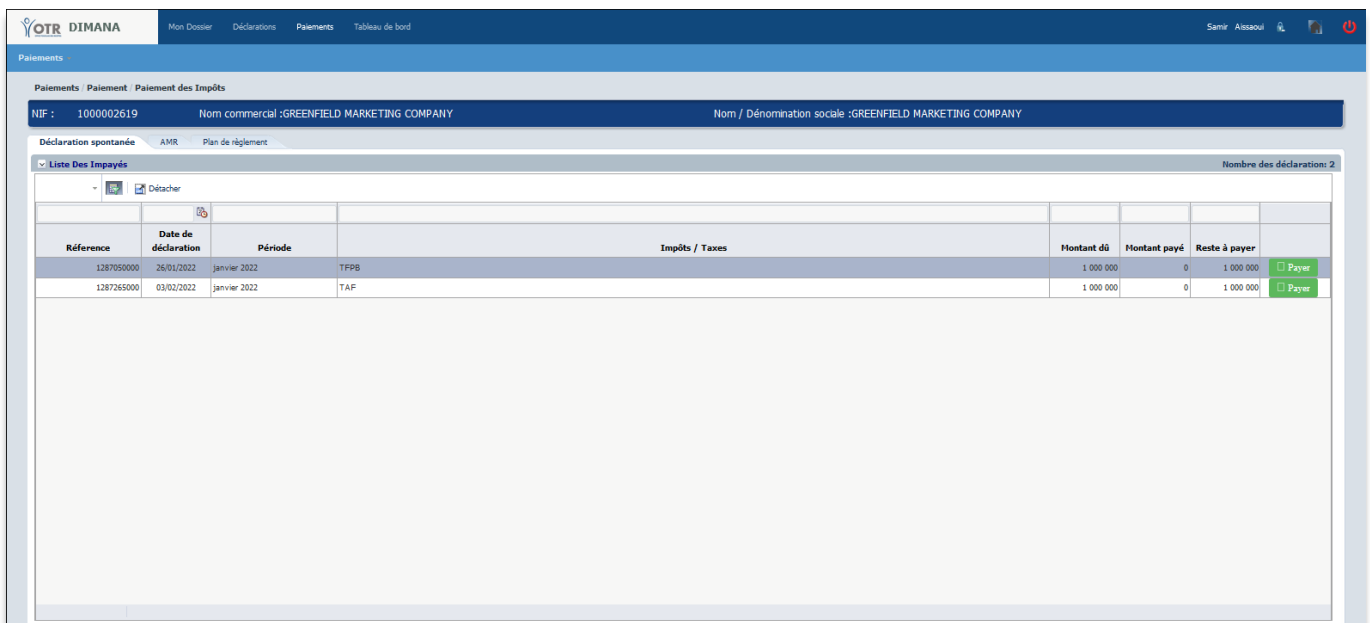 OTR DIMANA Mon Dossier Déclarations Paiements Tableau de bord Samir Aissaoui
Paiements
Paiements / Paiement / Paiement des Impôts
NIF : 1000002619 Nom commercial :GREENFIELD MARKETING COMPANY Nom / Dénomination sociale :GREENFIELD MARKETING COMPANY
Déclaration spontanée AMR Plan de règlement
Liste Des Impayés Nombre des déclaration: 2
Détacher
Réference Date de déclaration Période Impôts / Taxes Montant dû Montant payé Reste à payer
1287050000 26/01/2022 janvier 2022 TFPB 1 000 000 0 1 000 000 Payer
1287265000 03/02/2022 janvier 2022 TAF 1 000 000 0 1 000 000 Payer